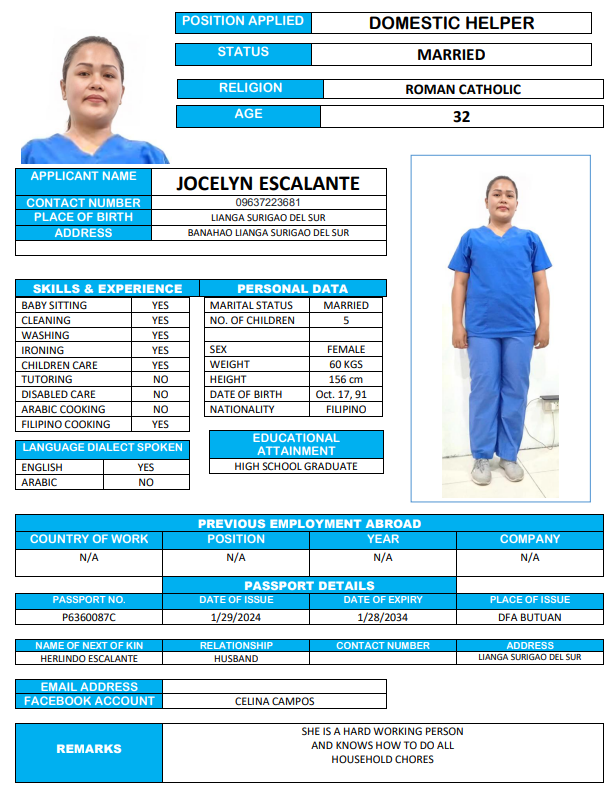 POSITION APPLIED DOMESTIC HELPER
STATUS MARRIED
RELIGION ROMAN CATHOLIC
AGE 32
APPLICANT NAME JOCELYN ESCALANTE
CONTACT NUMBER 09637223681
PLACE OF BIRTH LIANGA SURIGAO DEL SUR
ADDRESS BANAHAO LIANGA SURIGAO DEL SUR
SKILLS & EXPERIENCE
BABY SITTING YES
CLEANING YES
WASHING YES
IRONING YES
CHILDREN CARE YES
TUTORING NO
DISABLED CARE NO
ARABIC COOKING NO
FILIPINO COOKING YES
LANGUAGE DIALECT SPOKEN
ENGLISH YES
ARABIC NO
PERSONAL DATA
MARITAL STATUS MARRIED
NO. OF CHILDREN 5
SEX FEMALE
WEIGHT 60 KGS
HEIGHT 156 cm
DATE OF BIRTH Oct. 17, 91
NATIONALITY FILIPINO
EDUCATIONAL
ATTAINMENT
HIGH SCHOOL GRADUATE
PREVIOUS EMPLOYMENT ABROAD
COUNTRY OF WORK POSITION YEAR COMPANY
N/A N/A N/A N/A
PASSPORT DETAILS
PASSPORT NO. DATE OF ISSUE DATE OF EXPIRY PLACE OF ISSUE
P6360087C 1/29/2024 1/28/2034 DFA BUTUAN
NAME OF NEXT OF KIN RELATIONSHIP CONTACT NUMBER ADDRESS
HERLINDO ESCALANTE HUSBAND LIANGA SURIGAO DEL SUR
EMAIL ADDRESS
FACEBOOK ACCOUNT CELINA CAMPOS
REMARKS
SHE IS A HARD WORKING PERSON
AND KNOWS HOW TO DO ALL
HOUSEHOLD CHORES